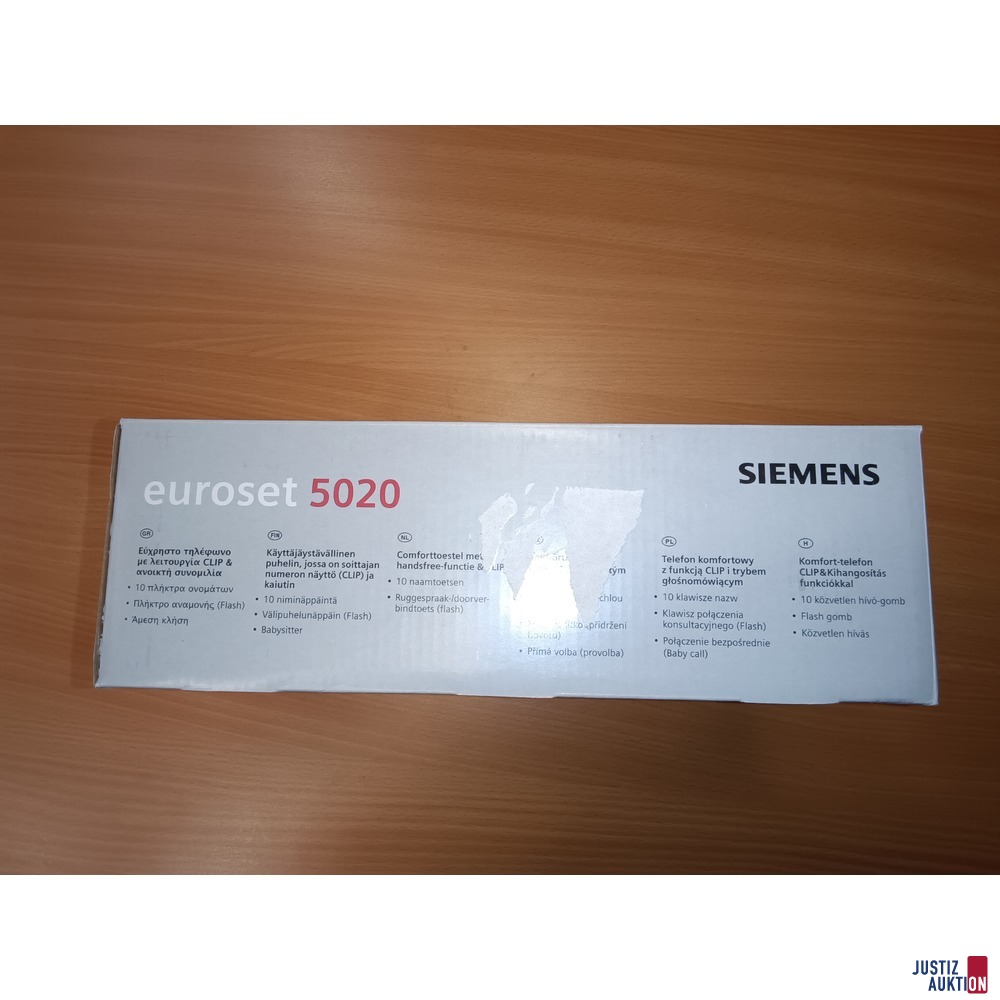 euroset 5020
SIEMENS
GR
Εύχρηστο τηλέφωνο
με λειτουργία CLIP &
ανοικτή συνομιλία
• 10 πλήκτρα ονομάτων
• Πλήκτρο αναμονής (Flash)
• Άμεση κλήση
FIN
Käyttäjäystävällinen
puhelin, jossa on soittajan
numeron näyttö (CLIP) ja
kaiutin
• 10 niminäppäintä
• Välipuhelunäppäin (Flash)
• Babysitter
NL
Comforttoestel met
handsfree-functie & CLIP
• 10 naamtoetsen
• Ruggespraak-/doorver-
bindtoets (flash)
přidržení
hovoru)
• Přímá volba (provolba)
PL
Telefon komfortowy
z funkcją CLIP i trybem
głośnomówiącym
• 10 klawisze nazw
• Klawisz połączenia
konsultacyjnego (Flash)
• Połączenie bezpośrednie
(Baby call)
H
Komfort-telefon
CLIP&Kihangosítás
funkciókkal
• 10 közvetlen hívó-gomb
• Flash gomb
• Közvetlen hívás
JUSTIZ
AUKTION